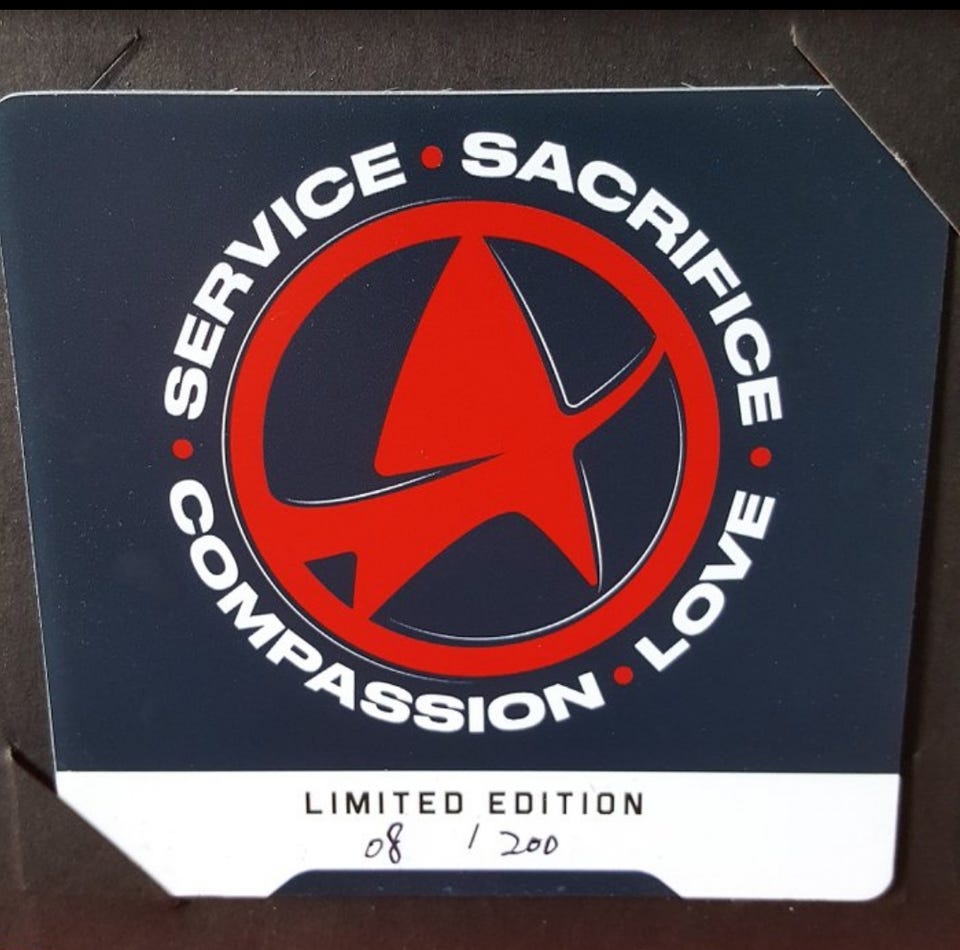 SERVICE • SACRIFICE • LOVE • COMPASSION •
LIMITED EDITION
08 / 200